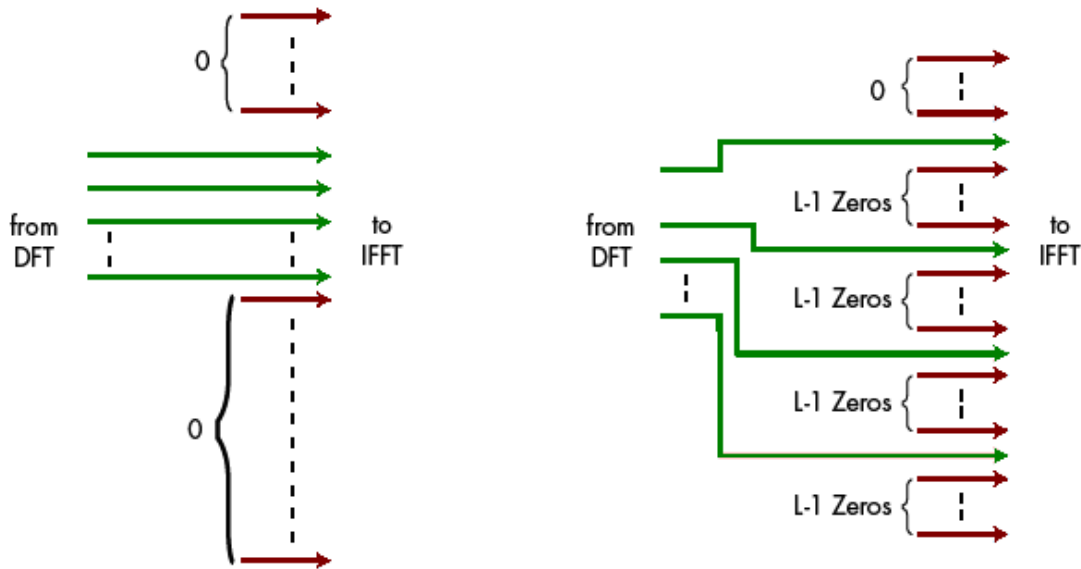 0
from
DFT
to
IFFT
0
0
L-1 Zeros
from
DFT
to
IFFT
L-1 Zeros
L-1 Zeros
L-1 Zeros